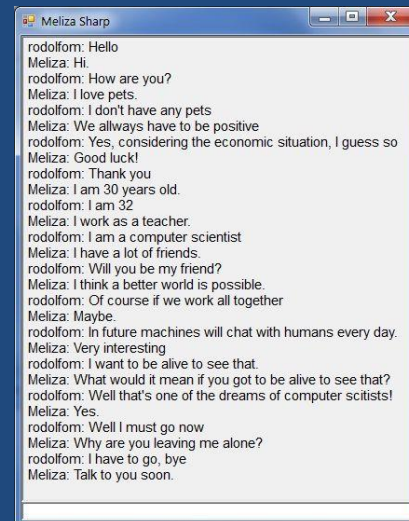 Meliza Sharp
rodolfom: Hello
Meliza: Hi.
rodolfom: How are you?
Meliza: I love pets.
rodolfom: I don't have any pets
Meliza: We allways have to be positive
rodolfom: Yes, considering the economic situation, I guess so
Meliza: Good luck!
rodolfom: Thank you
Meliza: I am 30 years old.
rodolfom: I am 32
Meliza: I work as a teacher.
rodolfom: I am a computer scientist
Meliza: I have a lot of friends.
rodolfom: Will you be my friend?
Meliza: I think a better world is possible.
rodolfom: Of course if we work all together
Meliza: Maybe.
rodolfom: In future machines will chat with humans every day.
Meliza: Very interesting
rodolfom: I want to be alive to see that.
Meliza: What would it mean if you got to be alive to see that?
rodolfom: Well that's one of the dreams of computer scitists!
Meliza: Yes.
rodolfom: Well I must go now
Meliza: Why are you leaving me alone?
rodolfom: I have to go, bye
Meliza: Talk to you soon.